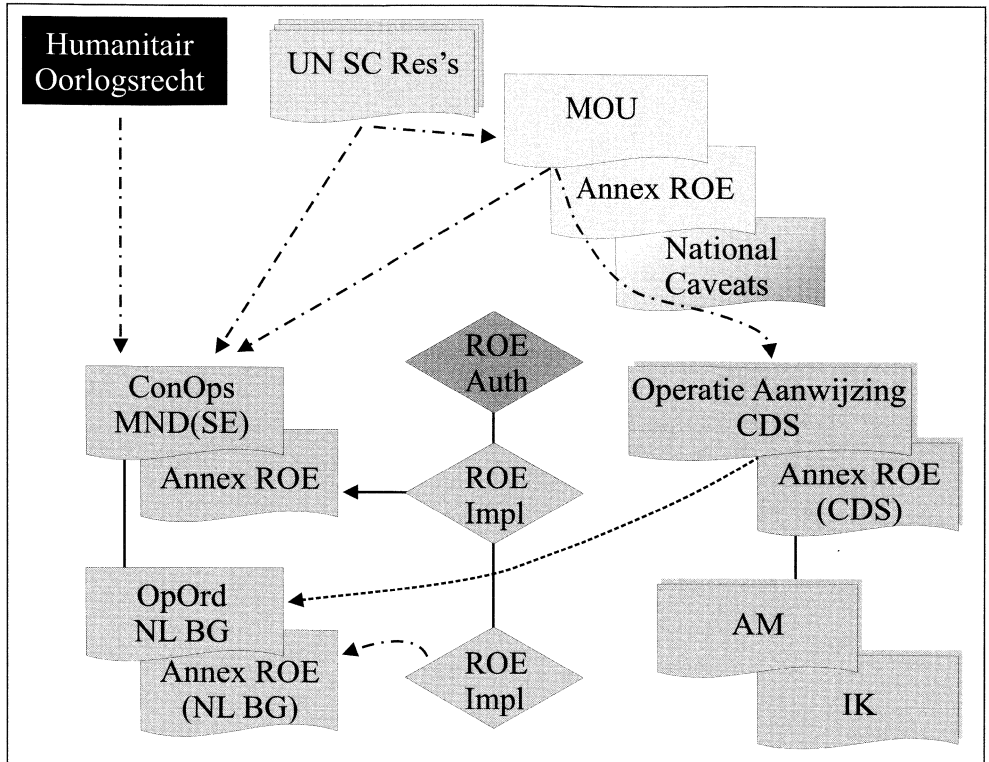 Humanitair
Oorlogsrecht
UN SC Res's
MOU
Annex ROE
National
Caveats
ROE
Auth
ConOps
MND(SE)
Annex ROE
ROE
Impl
Operatie Aanwijzing
CDS
Annex ROE
(CDS)
OpOrd
NL BG
Annex ROE
(NL BG)
ROE
Impl
AM
IK